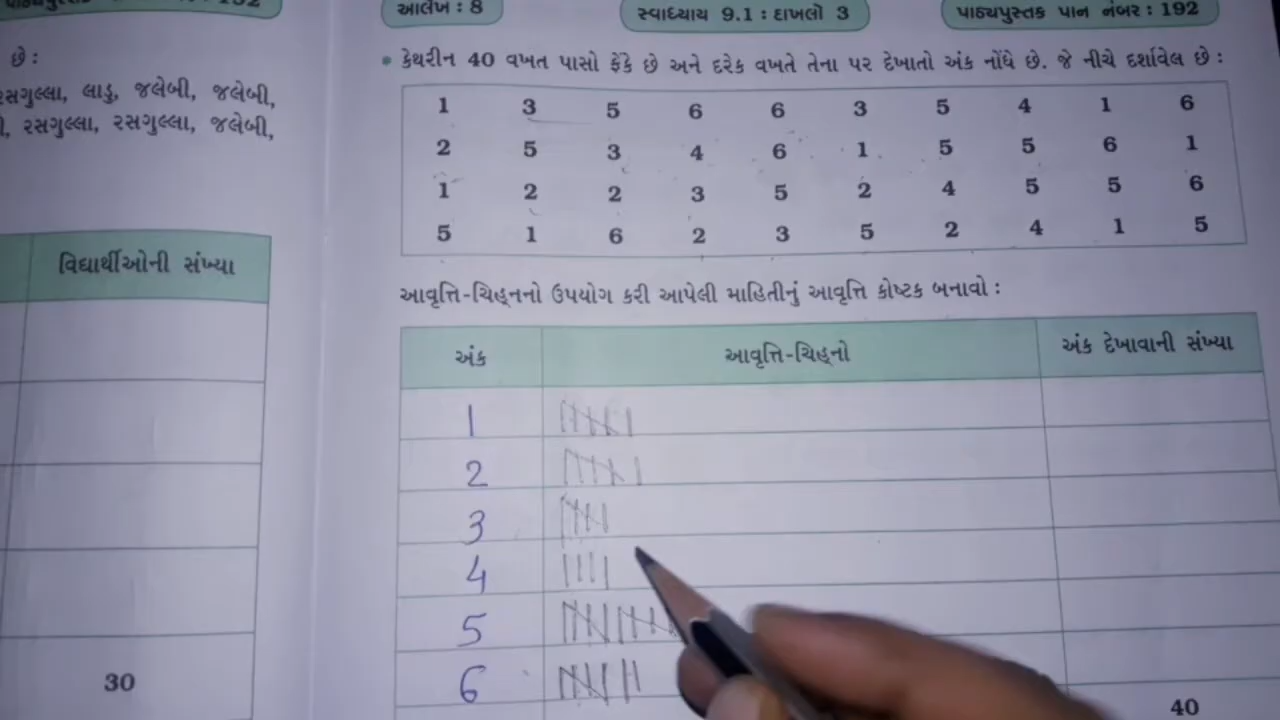 192
આલેખ : 8
સ્વાધ્યાય 9.1 : દાખલો 3
પાઠ્યપુસ્તક પાન નંબર : 192
છે :
રસગુલ્લા, લાડુ, જલેબી, જલેબી,
રસગુલ્લા, રસગુલ્લા, જલેબી,
વિદ્યાર્થીઓની સંખ્યા
30
કેથરીન 40 વખત પાસો ફેંકે છે અને દરેક વખતે તેના પર દેખાતો અંક નોંધે છે. જે નીચે દર્શાવેલ છે :
1 3 5 6 6 3 5 4 1 6
2 5 3 4 6 1 5 5 6 1
1 2 2 3 5 2 4 5 5 6
5 1 6 2 3 5 2 4 1 5
આવૃત્તિ-ચિહ્નનો ઉપયોગ કરી આપેલી માહિતીનું આવૃત્તિ કોષ્ટક બનાવો :
અંક આવૃત્તિ-ચિહ્નો અંક દેખાવાની સંખ્યા
1
2
3
4
5
6
40